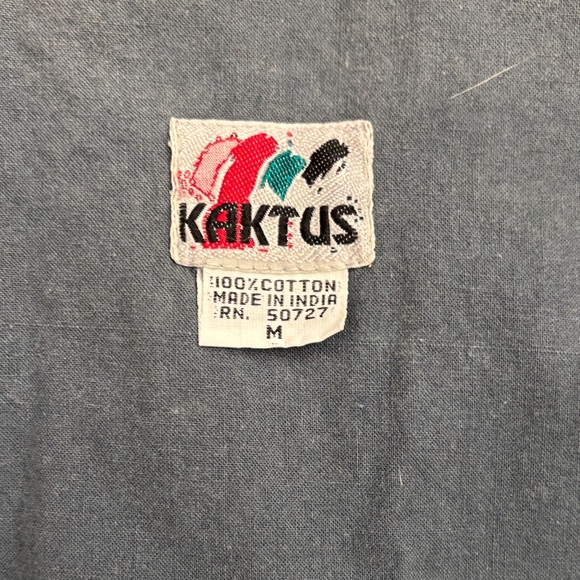 KAKTUS
100% COTTON
MADE IN INDIA
RN. 50727
M